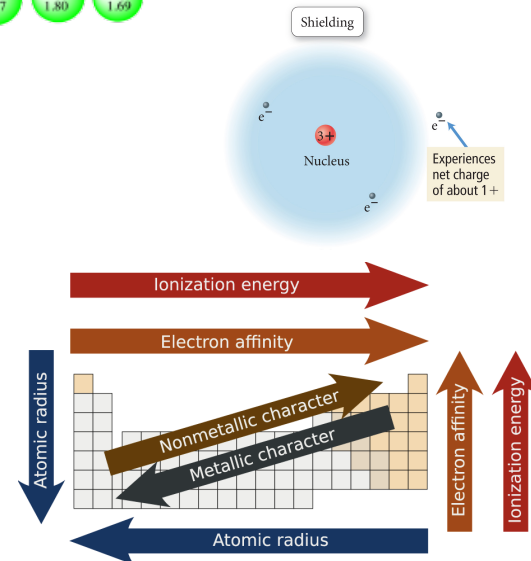 7 1.80 1.69
Shielding
e−
3+
Nucleus
e−
e−
Experiences
net charge
of about 1+
Ionization energy
Electron affinity
Atomic radius
Nonmetallic character
Metallic character
Electron affinity
Ionization energy
Atomic radius